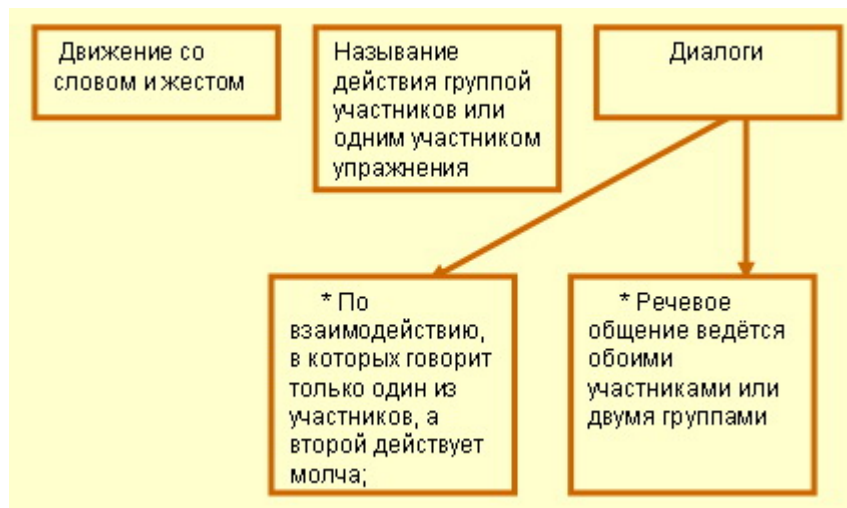 Движение со
словом и жестом
Называние
действия группой
участников или
одним участником
упражнения
Диалоги
* По
взаимодействию,
в которых говорит
только один из
участников, а
второй действует
молча;
* Речевое
общение ведётся
обоими
участниками или
двумя группами